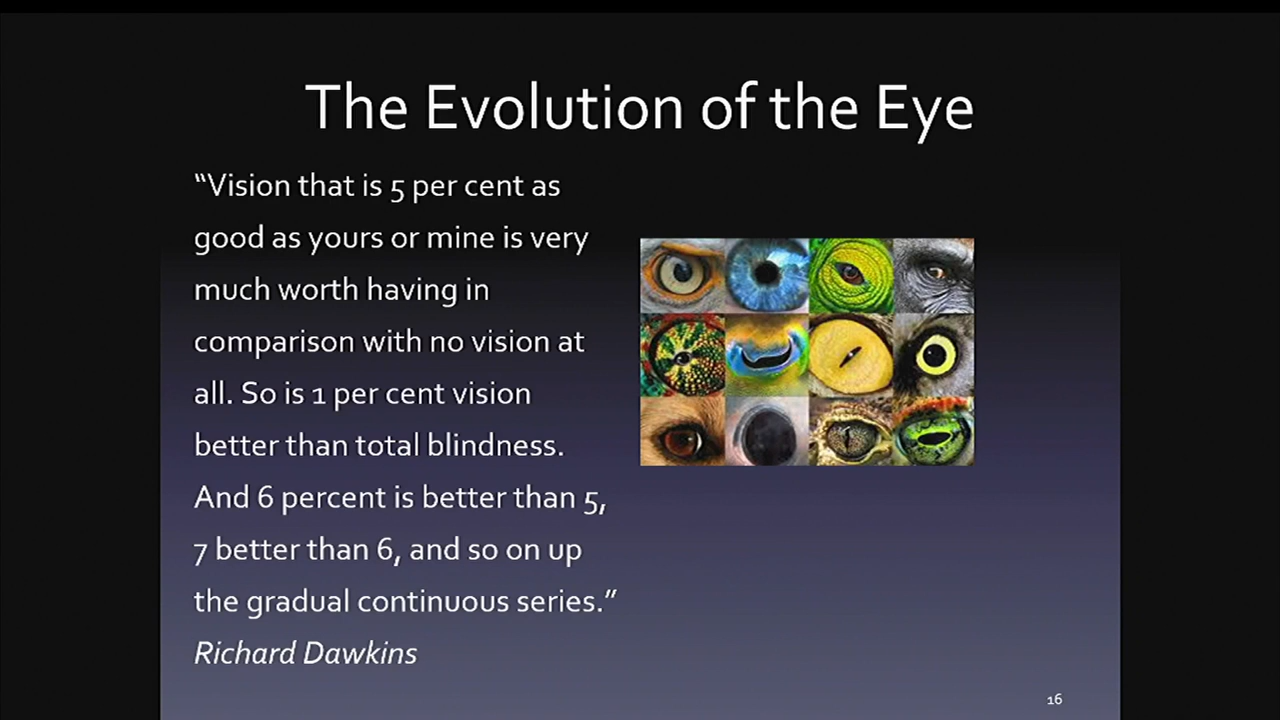 The Evolution of the Eye
“Vision that is 5 per cent as
good as yours or mine is very
much worth having in
comparison with no vision at
all. So is 1 per cent vision
better than total blindness.
And 6 percent is better than 5,
7 better than 6, and so on up
the gradual continuous series.”
Richard Dawkins
16